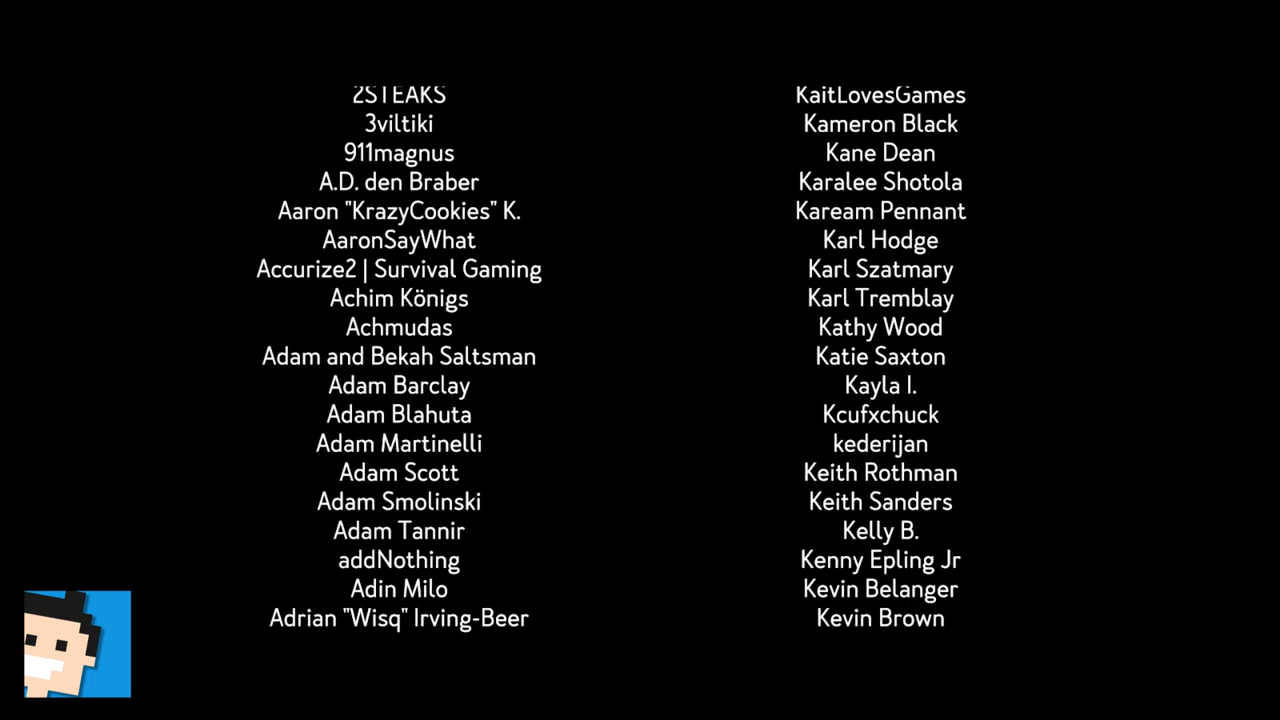 2STEAKS
3viltiki
911magnus
A.D. den Braber
Aaron "KrazyCookies" K.
AaronSayWhat
Accurize2 | Survival Gaming
Achim Königs
Achmudas
Adam and Bekah Saltsman
Adam Barclay
Adam Blahuta
Adam Martinelli
Adam Scott
Adam Smolinski
Adam Tannir
addNothing
Adin Milo
Adrian "Wisq" Irving-Beer
KaitLovesGames
Kameron Black
Kane Dean
Karalee Shotola
Kaream Pennant
Karl Hodge
Karl Szatmary
Karl Tremblay
Kathy Wood
Katie Saxton
Kayla I.
Kcufxchuck
kederijan
Keith Rothman
Keith Sanders
Kelly B.
Kenny Epling Jr
Kevin Belanger
Kevin Brown